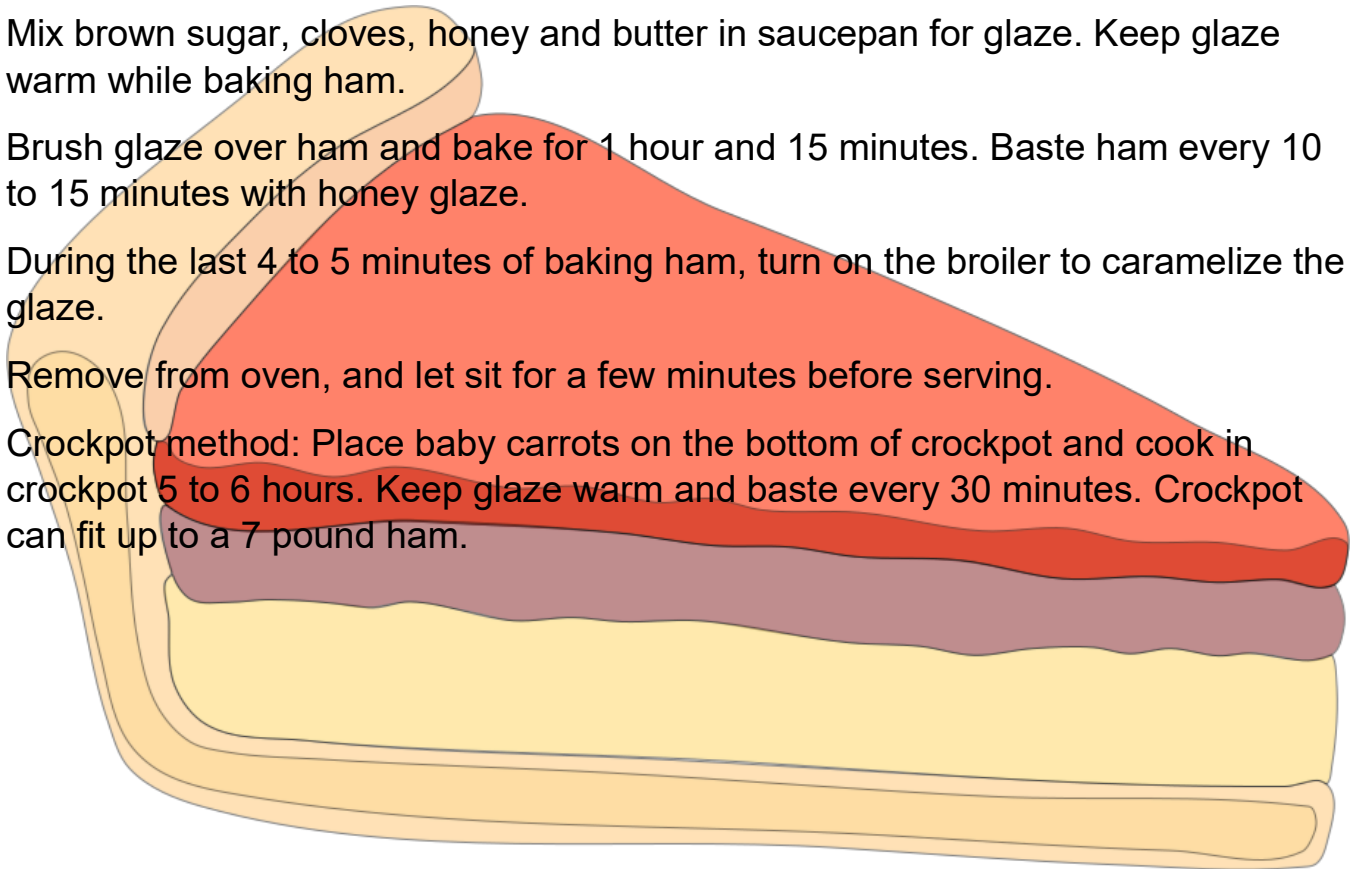 Mix brown sugar, cloves, honey and butter in saucepan for glaze. Keep glaze
warm while baking ham.
Brush glaze over ham and bake for 1 hour and 15 minutes. Baste ham every 10
to 15 minutes with honey glaze.
During the last 4 to 5 minutes of baking ham, turn on the broiler to caramelize the
glaze.
Remove from oven, and let sit for a few minutes before serving.
Crockpot method: Place baby carrots on the bottom of crockpot and cook in
crockpot 5 to 6 hours. Keep glaze warm and baste every 30 minutes. Crockpot
can fit up to a 7 pound ham.